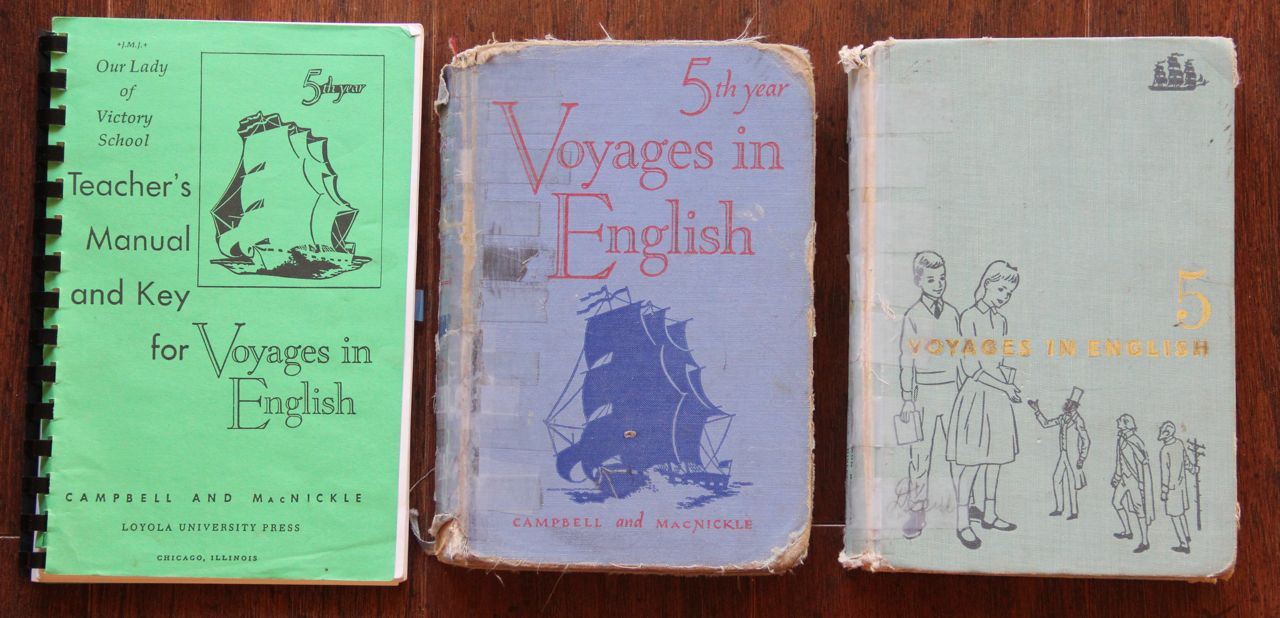 +J.M.J.+
Our Lady
of
Victory
School
5th year
Teacher's
Manual
and Key
for Voyages in
English
CAMPBELL AND MACNICKLE
LOYOLA UNIVERSITY PRESS
CHICAGO, ILLINOIS
5th year
Voyages in
English
CAMPBELL and MACNICKLE
5
VOYAGES IN ENGLISH